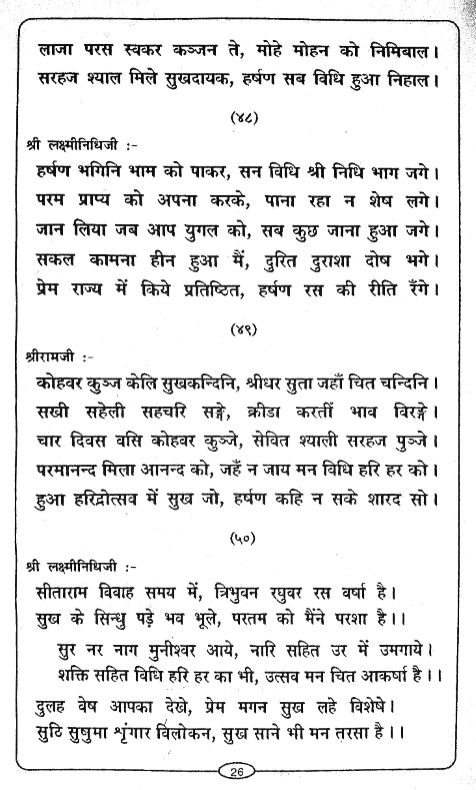 लाजा परस स्वकर कञ्जन ते, मोहे मोहन को निमिबाल।
सरहज श्याल मिले सुखदायक, हर्षण सब विधि हुआ निहाल।
(४८)
श्री लक्ष्मीनिधिजी :-
हर्षण भगिनि भाम को पाकर, सन विधि श्री निधि भाग जगे।
परम प्राप्य को अपना करके, पाना रहा न शेष लगे।
जान लिया जब आप युगल को, सब कुछ जाना हुआ जगे।
सकल कामना हीन हुआ मैं, दुरित दुराशा दोष भगे।
प्रेम राज्य में किये प्रतिष्ठित, हर्षण रस की रीति रँगे।
(४९)
श्रीरामजी :-
कोहवर कुञ्ज केलि सुखकन्दिनि, श्रीधर सुता जहाँ चित चन्दिनि।
सखी सहेली सहचरि सङ्गे, क्रीडा करतीं भाव विरङ्गे।
चार दिवस वसि कोहवर कुञ्जे, सेवित श्याली सरहज पुञ्जे।
परमानन्द मिला आनन्द को, जहँ न जाय मन विधि हरि हर को।
हुआ हरिद्रोत्सव में सुख जो, हर्षण कहि न सके शारद सो।
(५०)
श्री लक्ष्मीनिधिजी :-
सीताराम विवाह समय में, त्रिभुवन रघुवर रस वर्षा है।
सुख के सिन्धु पड़े भव भूले, परतम को मैंने परशा है।।
सुर नर नाग मुनीश्वर आये, नारि सहित उर में उमगाये।
शक्ति सहित विधि हरि हर का भी, उत्सव मन चित आकर्षा है।।
दुलह वेष आपका देखे, प्रेम मगन सुख लहे विशेषे।
सुठि सुषुमा शृंगार विलोकन, सुख साने भी मन तरसा है।।
26